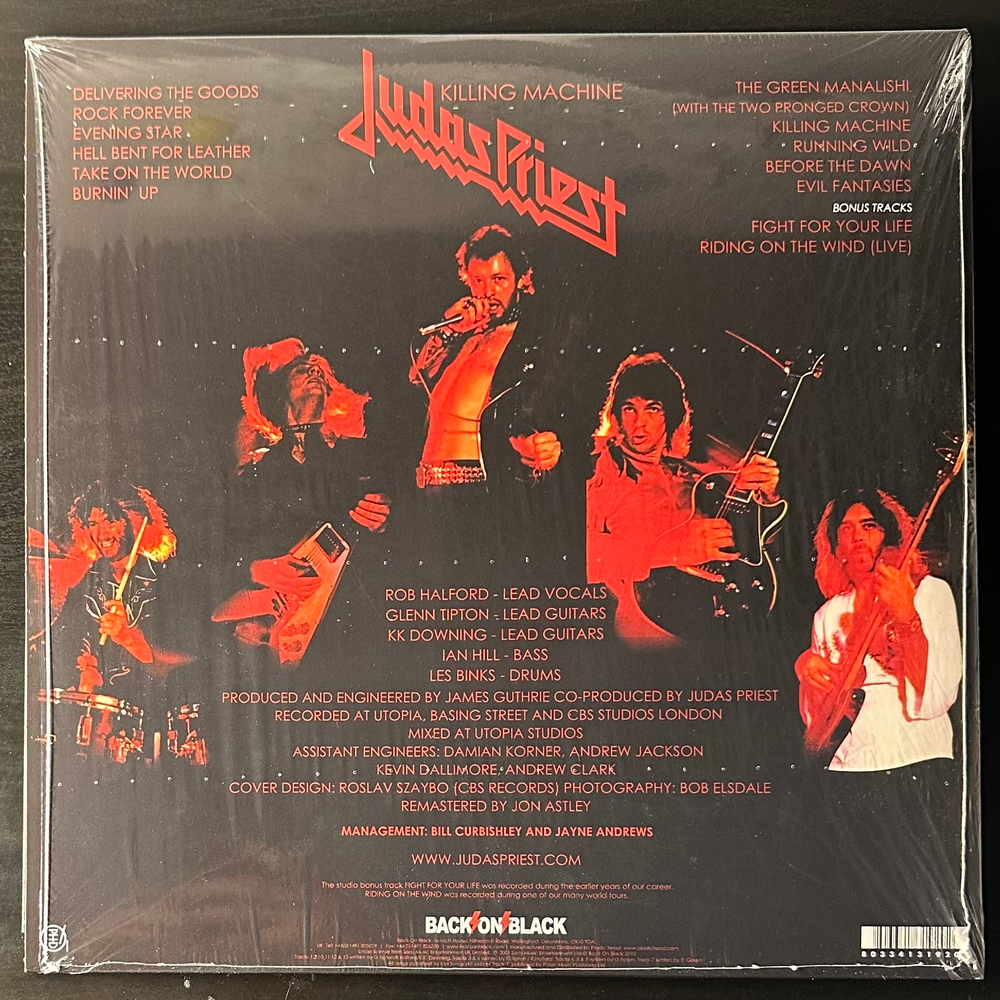 DELIVERING THE GOODS
ROCK FOREVER
EVENING STAR
HELL BENT FOR LEATHER
TAKE ON THE WORLD
BURNIN' UP
Judas Priest
KILLING MACHINE
THE GREEN MANALISHI
(WITH THE TWO PRONGED CROWN)
KILLING MACHINE
RUNNING WILD
BEFORE THE DAWN
EVIL FANTASIES
BONUS TRACKS
FIGHT FOR YOUR LIFE
RIDING ON THE WIND (LIVE)
ROB HALFORD - LEAD VOCALS
GLENN TIPTON - LEAD GUITARS
KK DOWNING - LEAD GUITARS
IAN HILL - BASS
LES BINKS - DRUMS
PRODUCED AND ENGINEERED BY JAMES GUTHRIE CO-PRODUCED BY JUDAS PRIEST
RECORDED AT UTOPIA, BASING STREET AND CBS STUDIOS LONDON
MIXED AT UTOPIA STUDIOS
ASSISTANT ENGINEERS: DAMIAN KORNER, ANDREW JACKSON
KEVIN DALLIMORE, ANDREW CLARK
COVER DESIGN: ROSLAV SZAYBO (CBS RECORDS) PHOTOGRAPHY: BOB ELSDALE
REMASTERED BY JON ASTLEY
MANAGEMENT: BILL CURBISHLEY AND JAYNE ANDREWS
WWW.JUDASPRIEST.COM
The studio bonus track FIGHT FOR YOUR LIFE was recorded during the earlier years of our career.
RIDING ON THE WIND was recorded during one of our many world tours.
BACK ON BLACK
80334131920